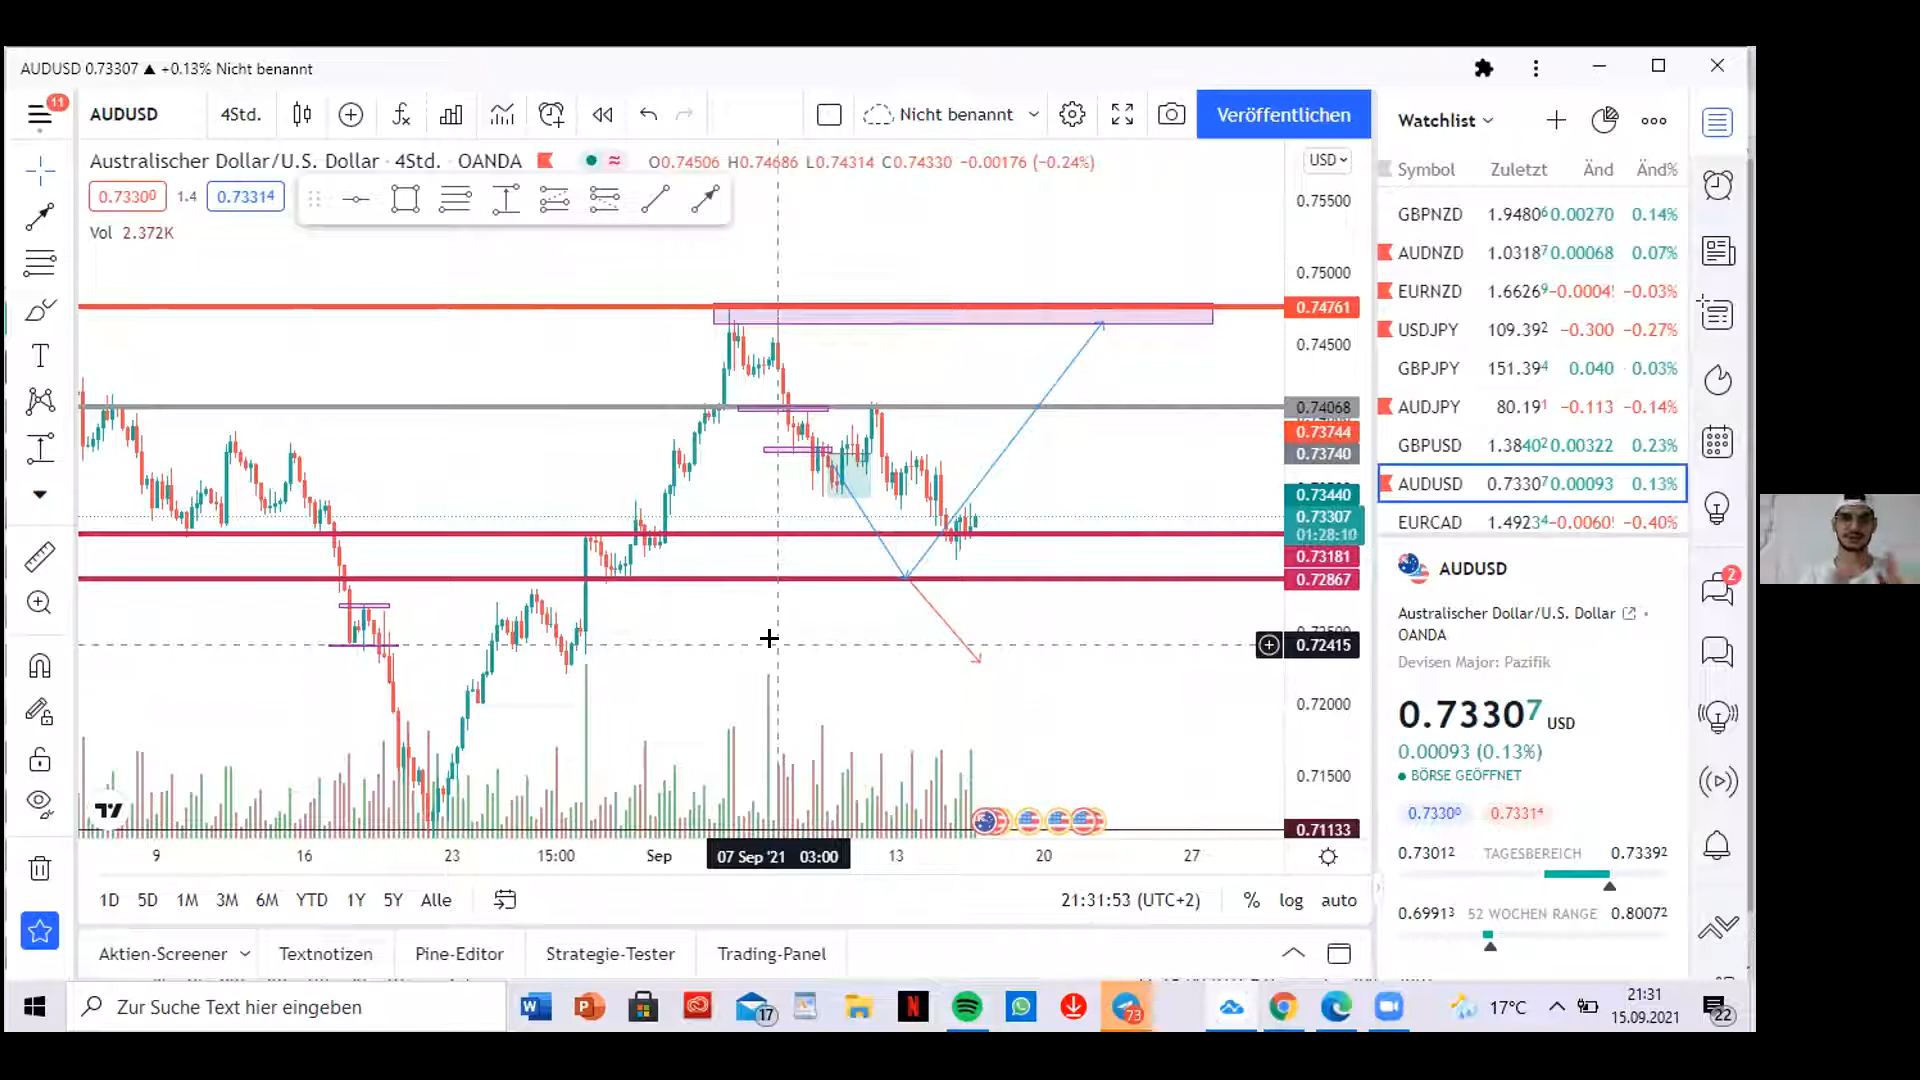 AUDUSD 0.73307 ▲ +0.13% Nicht benannt
11
AUDUSD
4Std.
Nicht benannt
Veröffentlichen
Australischer Dollar/U.S. Dollar · 4Std. · OANDA
O0.74506 H0.74686 L0.74314 C0.74330 −0.00176 (−0.24%)
USD
0.73300
1.4
0.73314
Vol 2.372K
0.75500
0.75000
0.74761
0.74500
0.74068
0.73744
0.73740
0.73440
0.73307
01:28:10
0.73181
0.72867
0.72415
0.72000
0.71500
0.71133
9
16
23
15:00
Sep
07 Sep '21 03:00
13
20
27
1D 5D 1M 3M 6M YTD 1Y 5Y Alle
21:31:53 (UTC+2)
% log auto
Aktien-Screener
Textnotizen
Pine-Editor
Strategie-Tester
Trading-Panel
Watchlist
Symbol Zuletzt Änd Änd%
GBPNZD 1.94806 0.00270 0.14%
AUDNZD 1.03187 0.00068 0.07%
EURNZD 1.66269 −0.0004 −0.03%
USDJPY 109.392 −0.300 −0.27%
GBPJPY 151.394 0.040 0.03%
AUDJPY 80.191 −0.113 −0.14%
GBPUSD 1.38402 0.00322 0.23%
AUDUSD 0.73307 0.00093 0.13%
EURCAD 1.49234 −0.0060 −0.40%
AUDUSD
Australischer Dollar/U.S. Dollar ·
OANDA
Devisen Major: Pazifik
0.73307 USD
0.00093 (0.13%)
BÖRSE GEÖFFNET
0.73300 0.73314
0.73012 TAGESBEREICH 0.73392
0.69913 52 WOCHEN RANGE 0.80072
2
Zur Suche Text hier eingeben
17
73
17°C
21:31
15.09.2021
22